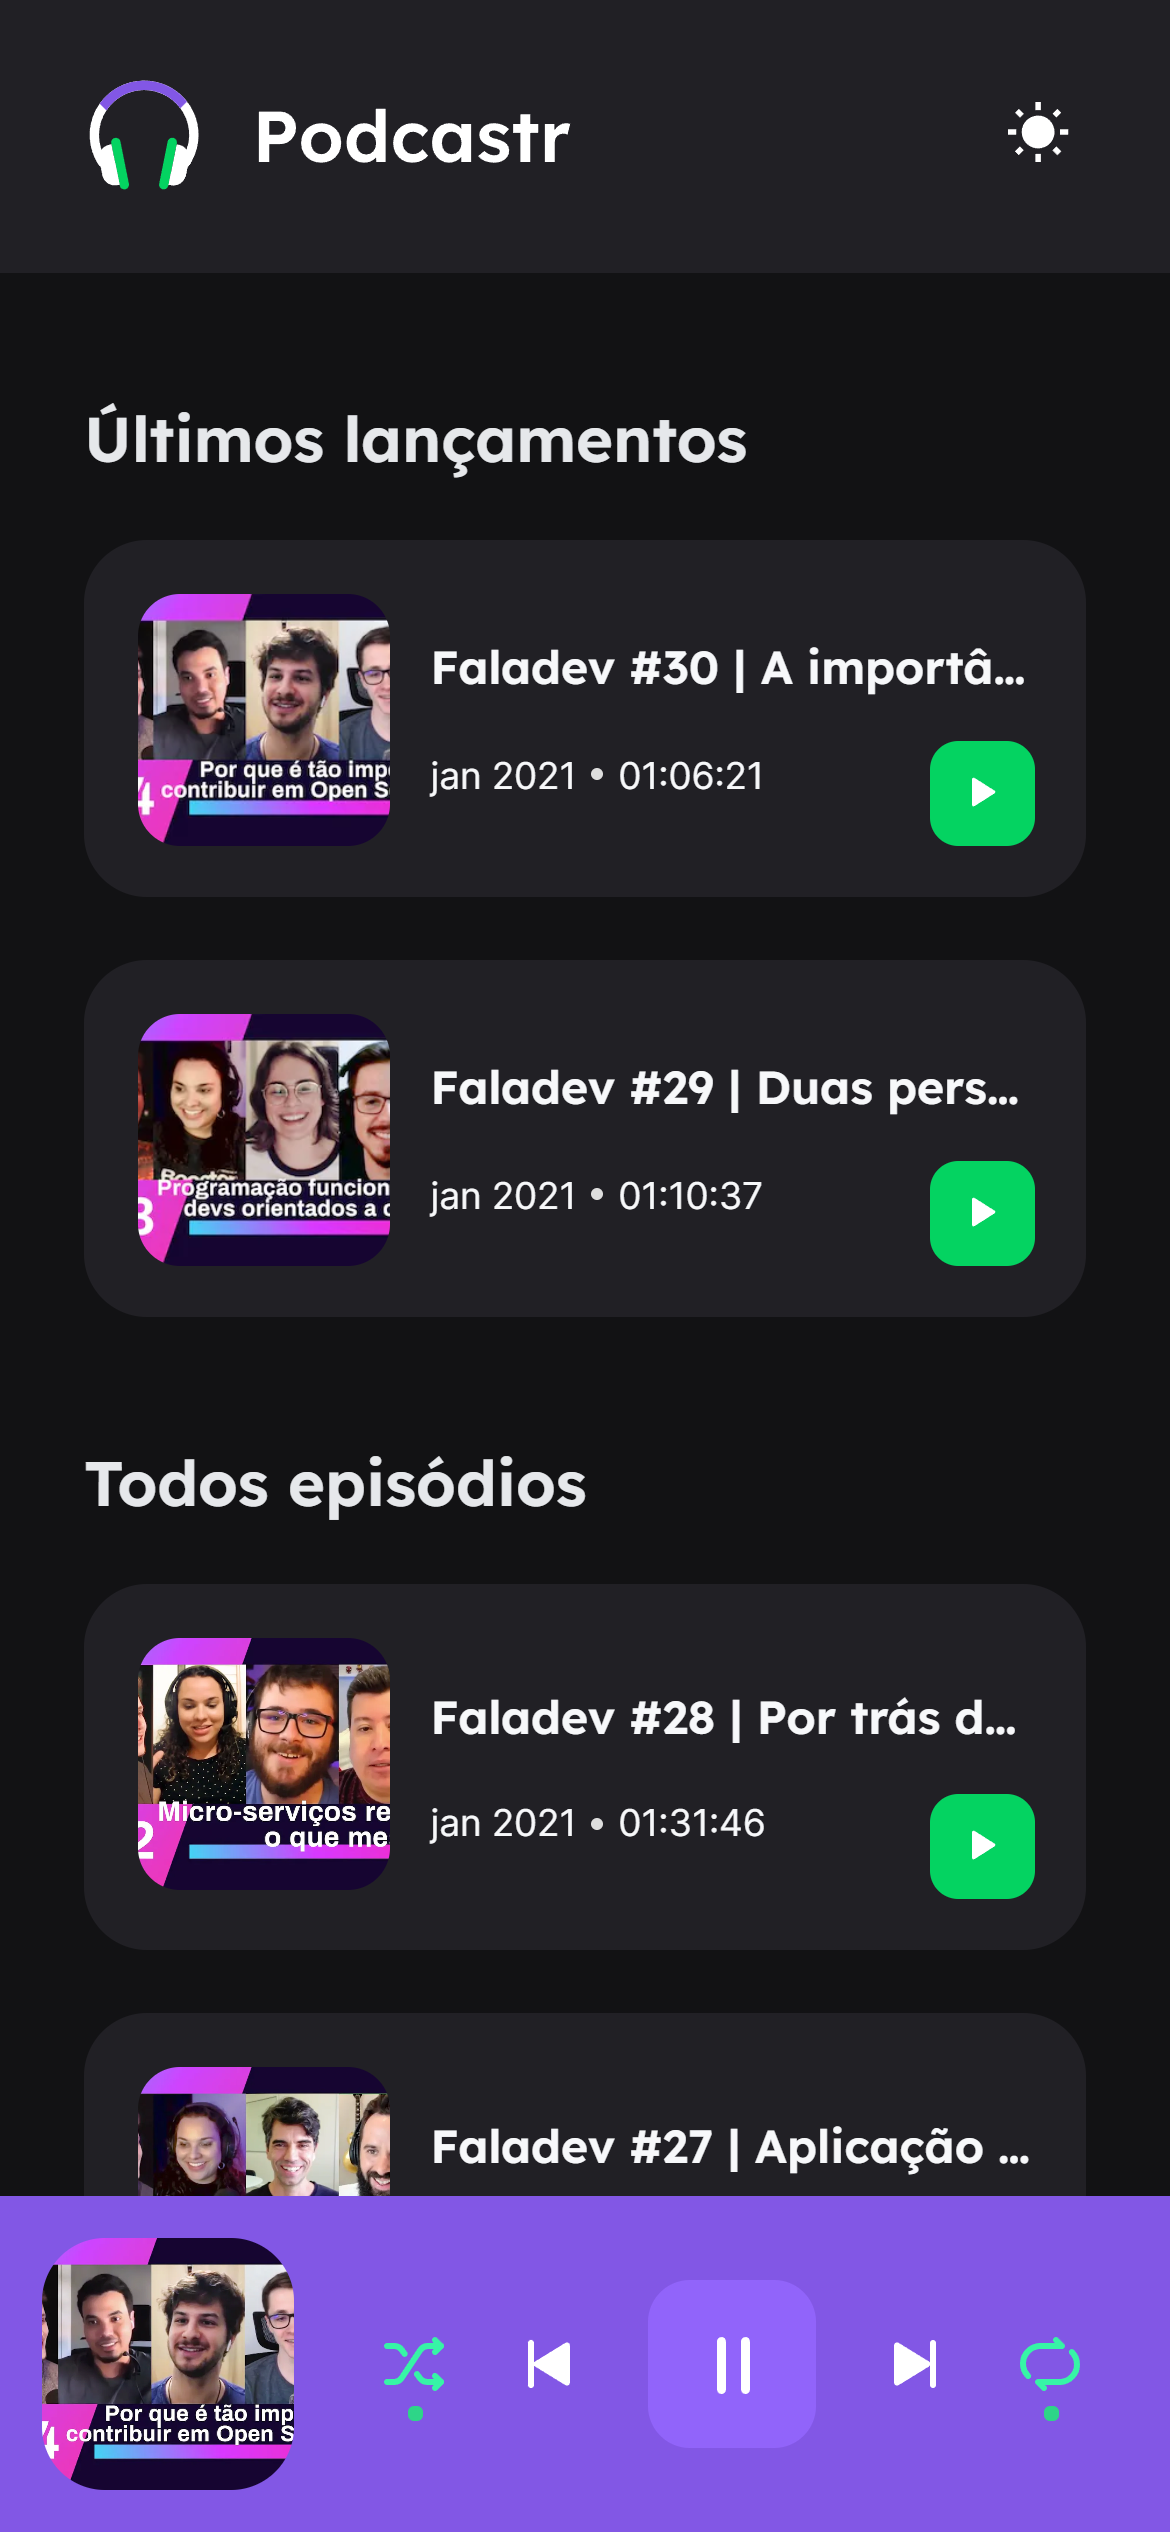 Podcastr
Últimos lançamentos
Faladev #30 | A importâ...
jan 2021 • 01:06:21
Por que é tão imp
contribuir em Open S
4
Faladev #29 | Duas pers...
jan 2021 • 01:10:37
Programação funcion
devs orientados a
3
Todos episódios
Faladev #28 | Por trás d...
jan 2021 • 01:31:46
Micro-serviços re
o que me
2
Faladev #27 | Aplicação ...
Por que é tão imp
contribuir em Open S
4